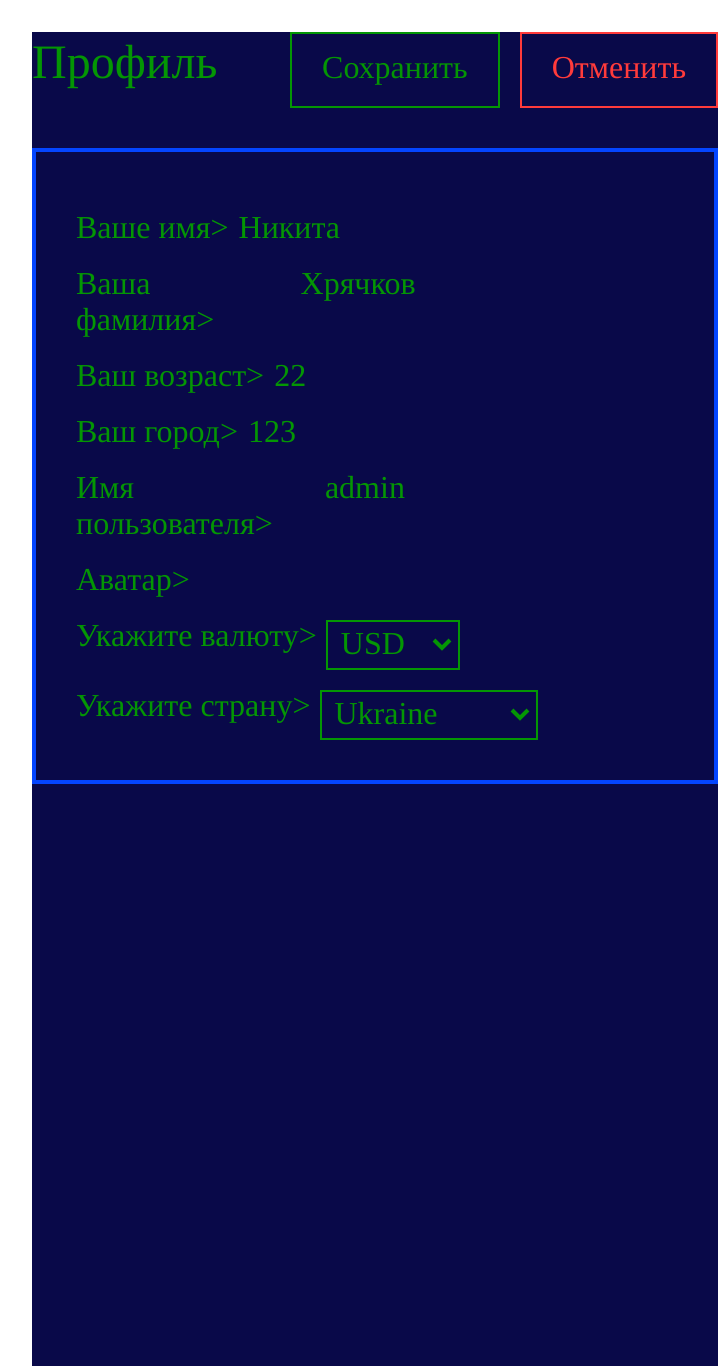 Профиль Сохранить Отменить
Ваше имя> Никита
Ваша Хрячков
фамилия>
Ваш возраст> 22
Ваш город> 123
Имя admin
пользователя>
Аватар>
Укажите валюту> USD
Укажите страну> Ukraine